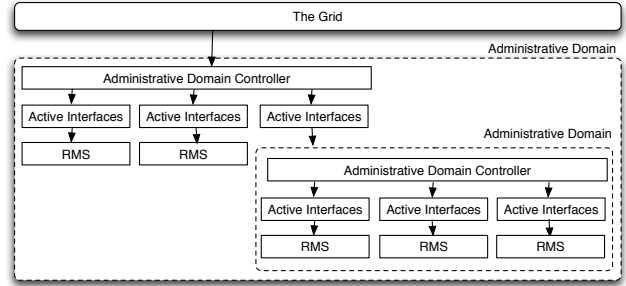 The Grid
Administrative Domain
Administrative Domain Controller
Active Interfaces Active Interfaces Active Interfaces
RMS RMS
Administrative Domain
Administrative Domain Controller
Active Interfaces Active Interfaces Active Interfaces
RMS RMS RMS